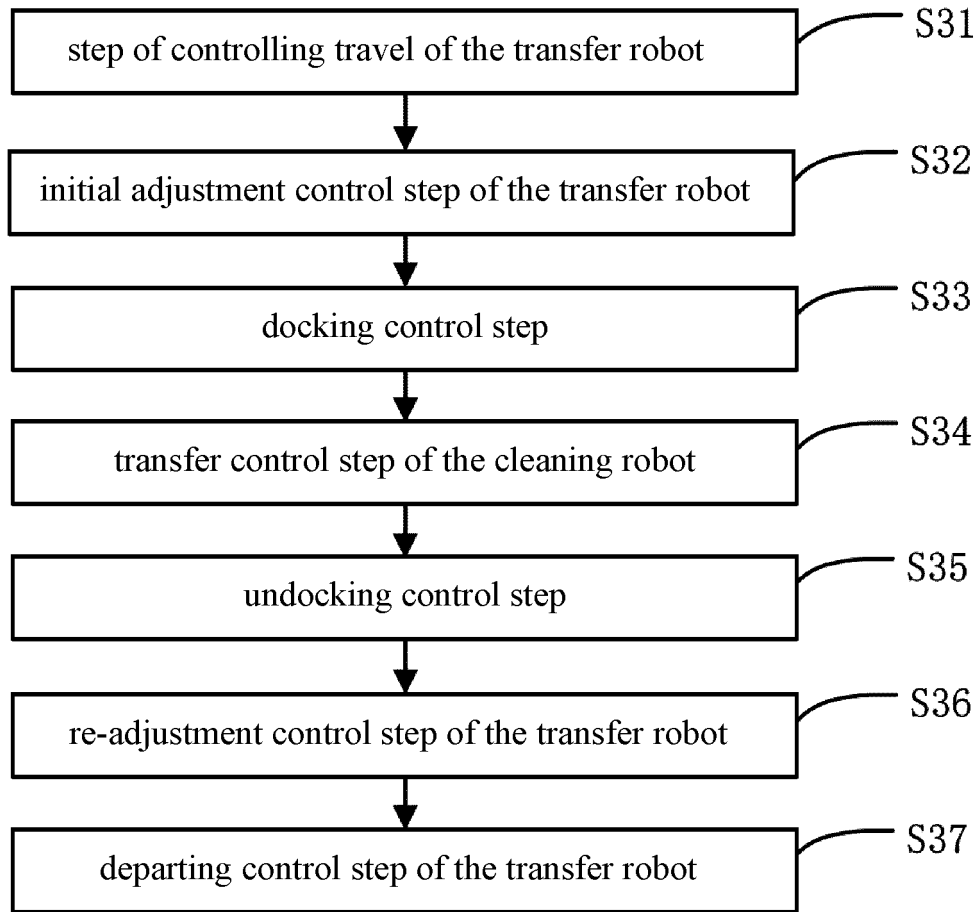 S31
step of controlling travel of the transfer robot
S32
initial adjustment control step of the transfer robot
S33
docking control step
S34
transfer control step of the cleaning robot
S35
undocking control step
S36
re-adjustment control step of the transfer robot
S37
departing control step of the transfer robot